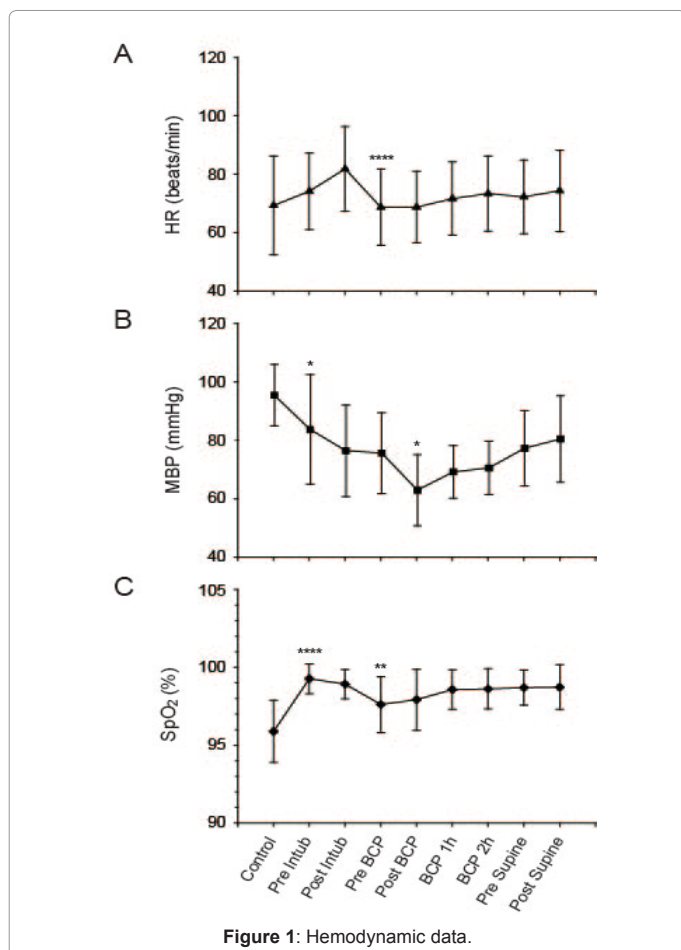 A
120
100
80
60
40
HR (beats/min)
****
B
120
100
80
60
40
MBP (mmHg)
*
*
C
105
100
95
90
SpO₂ (%)
****
**
Control
Pre Intub
Post Intub
Pre BCP
Post BCP
BCP 1h
BCP 2h
Pre Supine
Post Supine
Figure 1: Hemodynamic data.